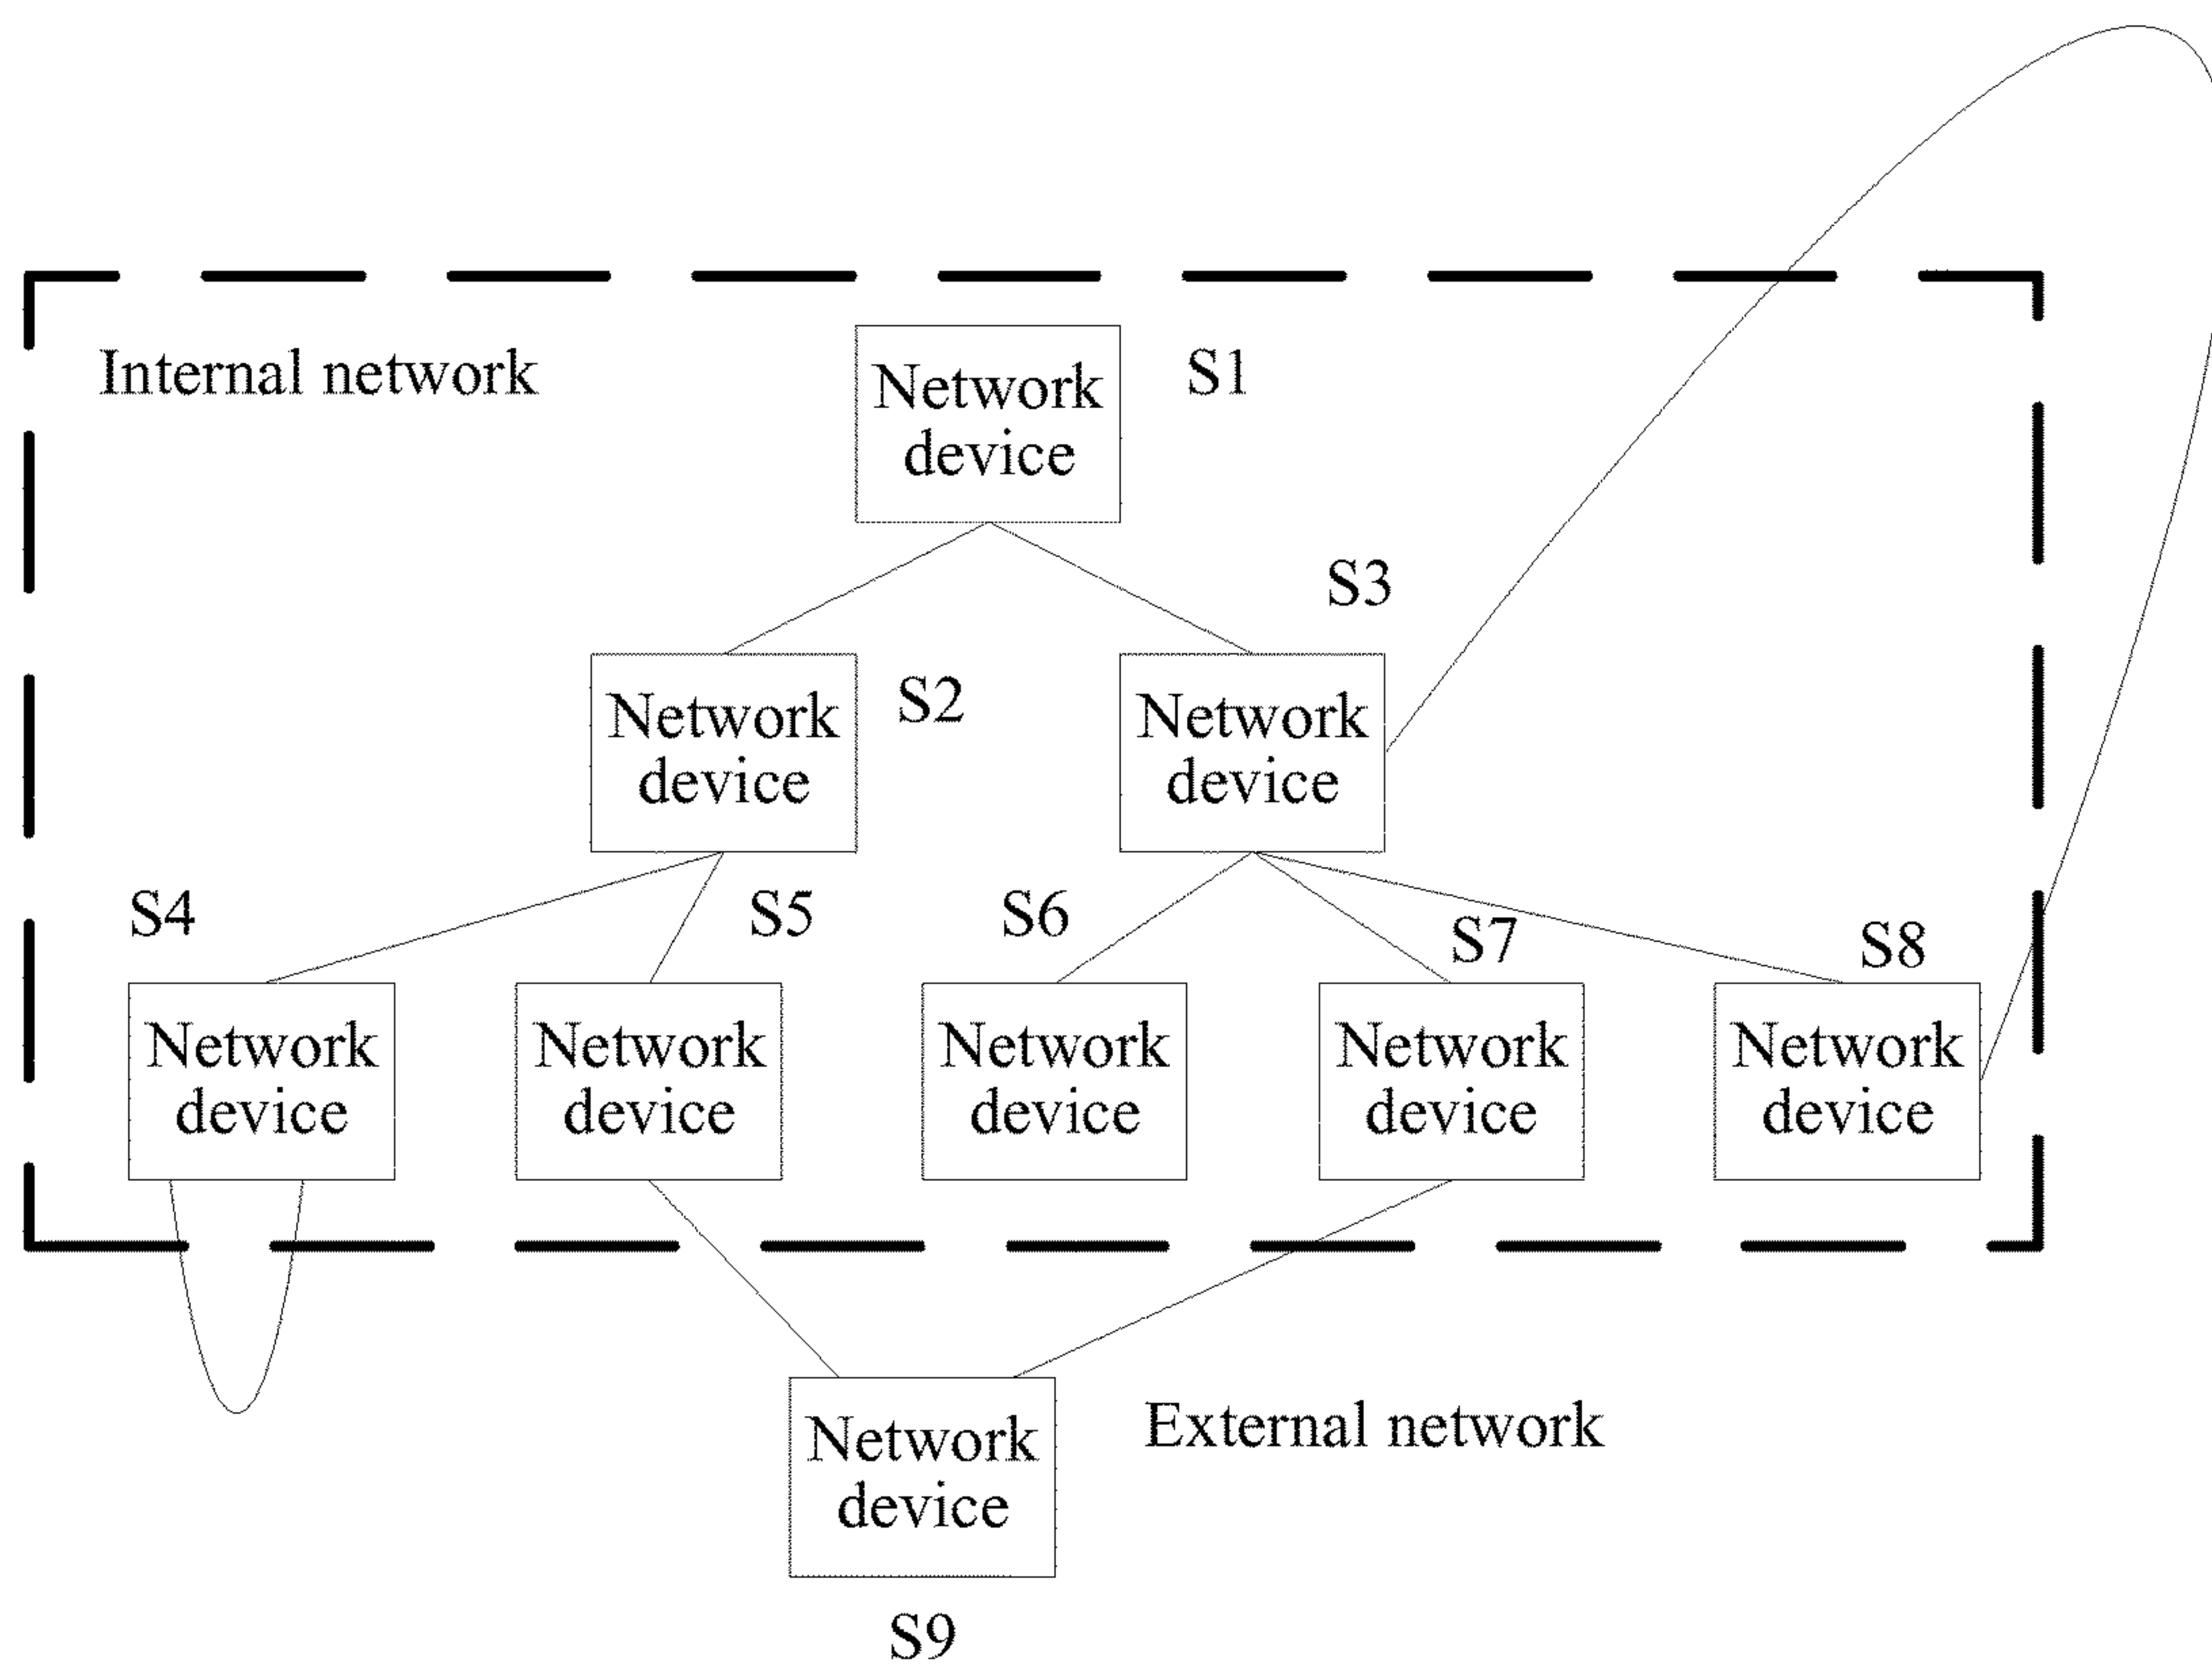 Internal network
Network
device
S1
S3
Network
device
S2
Network
device
S4
S5
S6
S7
S8
Network
device
Network
device
Network
device
Network
device
Network
device
Network
device
External network
S9